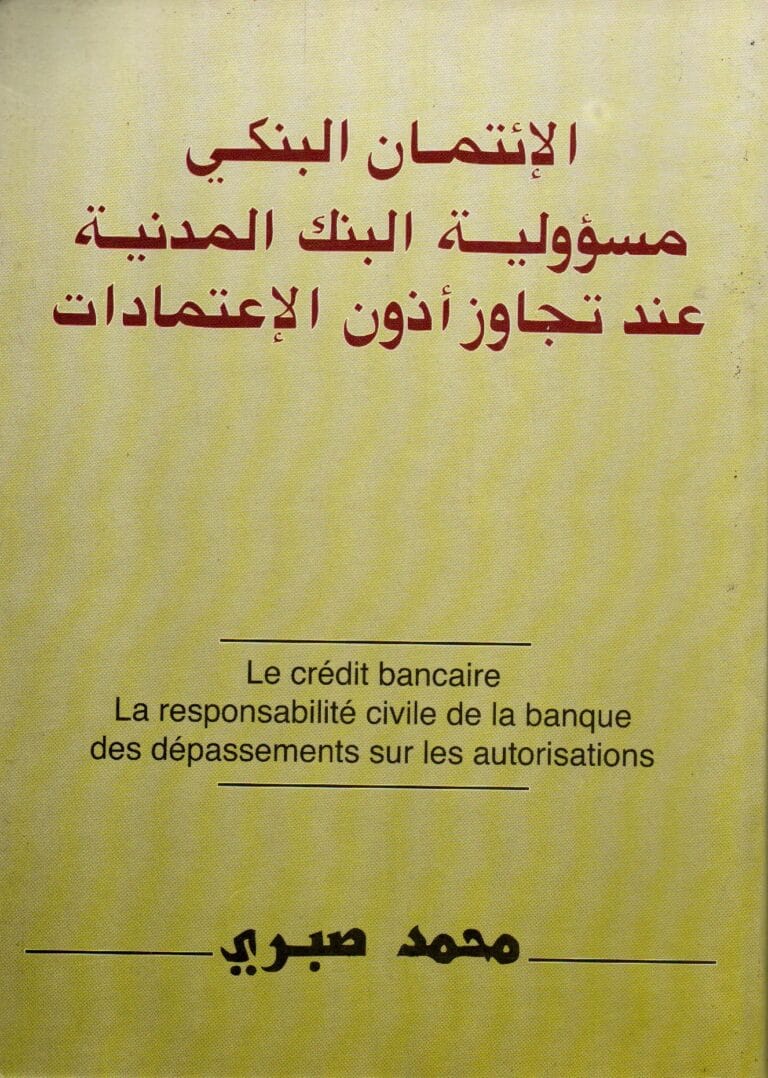 الإئتمان البنكي
مسؤولية البنك المدنية
عند تجاوز أذون الإعتمادات
Le crédit bancaire
La responsabilité civile de la banque
des dépassements sur les autorisations
محمد صبري